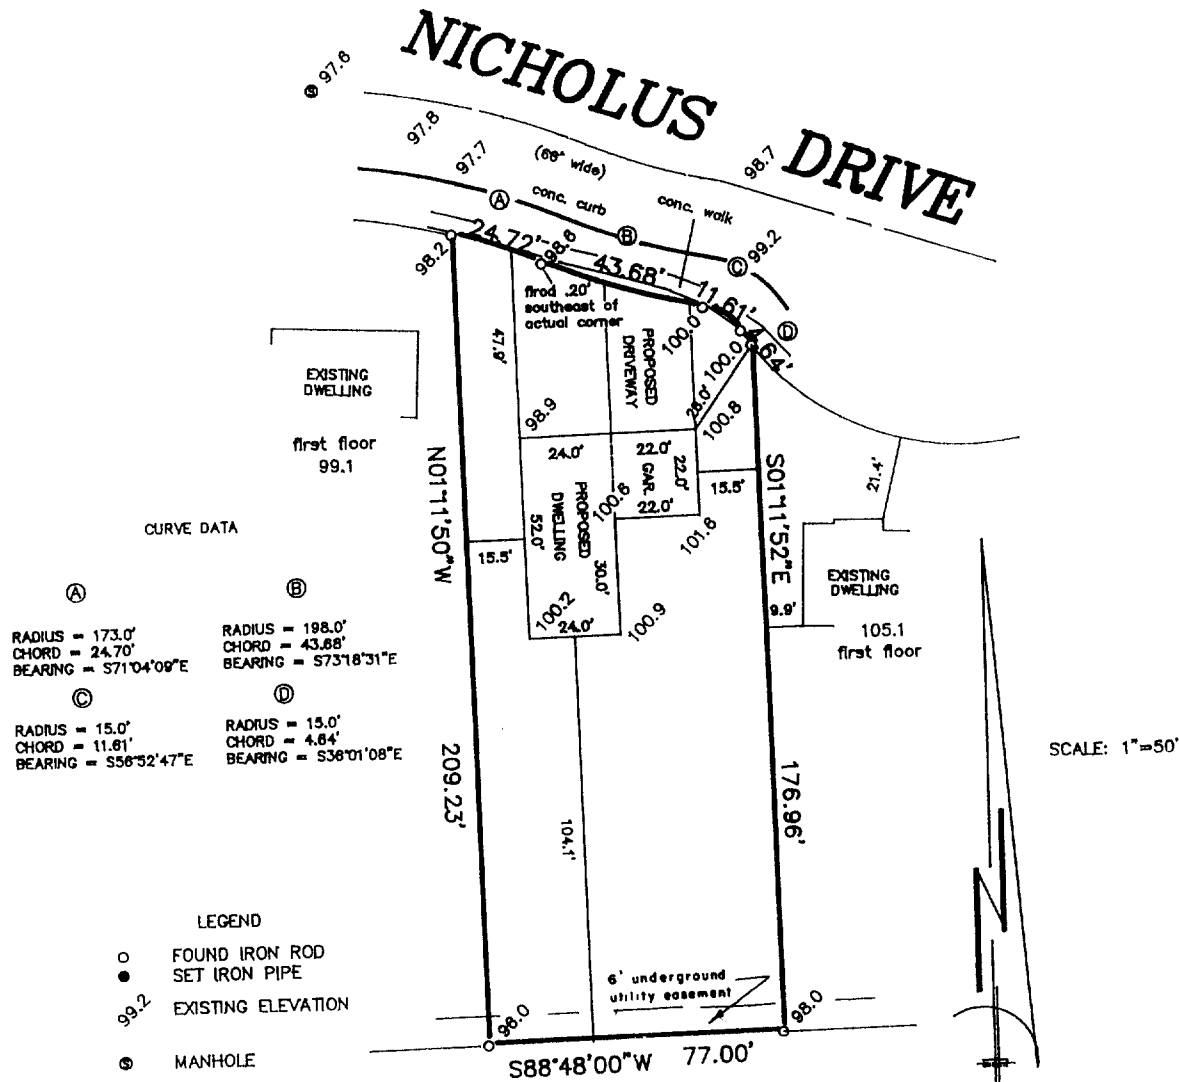 NICHOLUS DRIVE
97.6
97.8
97.7
(66' wide)
98.7
conc. curb
conc. walk
A
B
C
D
99.2
98.2
24.72'
98.6
43.68'
11.61'
4.64'
firod .20'
southeast of
actual corner
100.0
100.0
47.9'
PROPOSED
DRIVEWAY
28.0'
100.8
98.9
EXISTING
DWELLING
first floor
99.1
24.0'
22.0'
GAR.
22.0'
22.0'
15.5'
21.4'
N01°11'50"W
S01°11'52"E
PROPOSED
DWELLING
52.0'
100.6
101.6
15.5'
30.0'
100.2
24.0'
100.9
9.9'
EXISTING
DWELLING
105.1
first floor
CURVE DATA
A
RADIUS = 173.0'
CHORD = 24.70'
BEARING = S71°04'09"E
B
RADIUS = 198.0'
CHORD = 43.68'
BEARING = S73°18'31"E
C
RADIUS = 15.0'
CHORD = 11.61'
BEARING = S56°52'47"E
D
RADIUS = 15.0'
CHORD = 4.64'
BEARING = S36°01'08"E
209.23'
176.96'
104.1'
SCALE: 1"=50'
N
LEGEND
FOUND IRON ROD
SET IRON PIPE
99.2 EXISTING ELEVATION
S MANHOLE
6' underground
utility easement
96.0
98.0
S88°48'00"W 77.00'